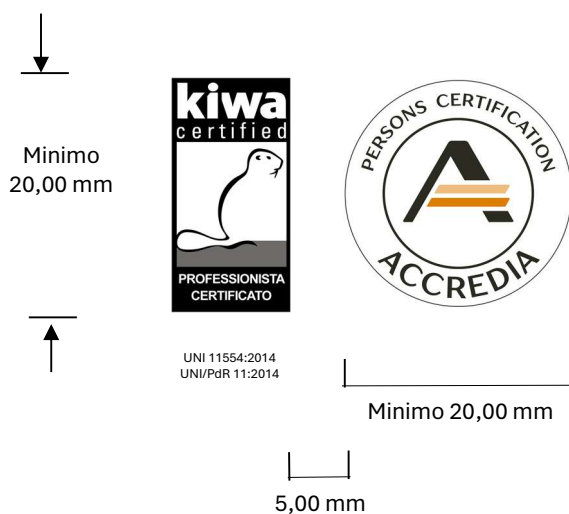 Minimo
20,00 mm
kiwa
certified
PROFESSIONISTA
CERTIFICATO
UNI 11554:2014
UNI/PdR 11:2014
PERSONS CERTIFICATION
ACCREDIA
Minimo 20,00 mm
5,00 mm